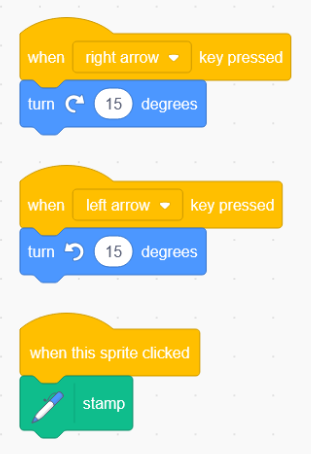 when right arrow key pressed
turn 15 degrees
when left arrow key pressed
turn 15 degrees
when this sprite clicked
stamp